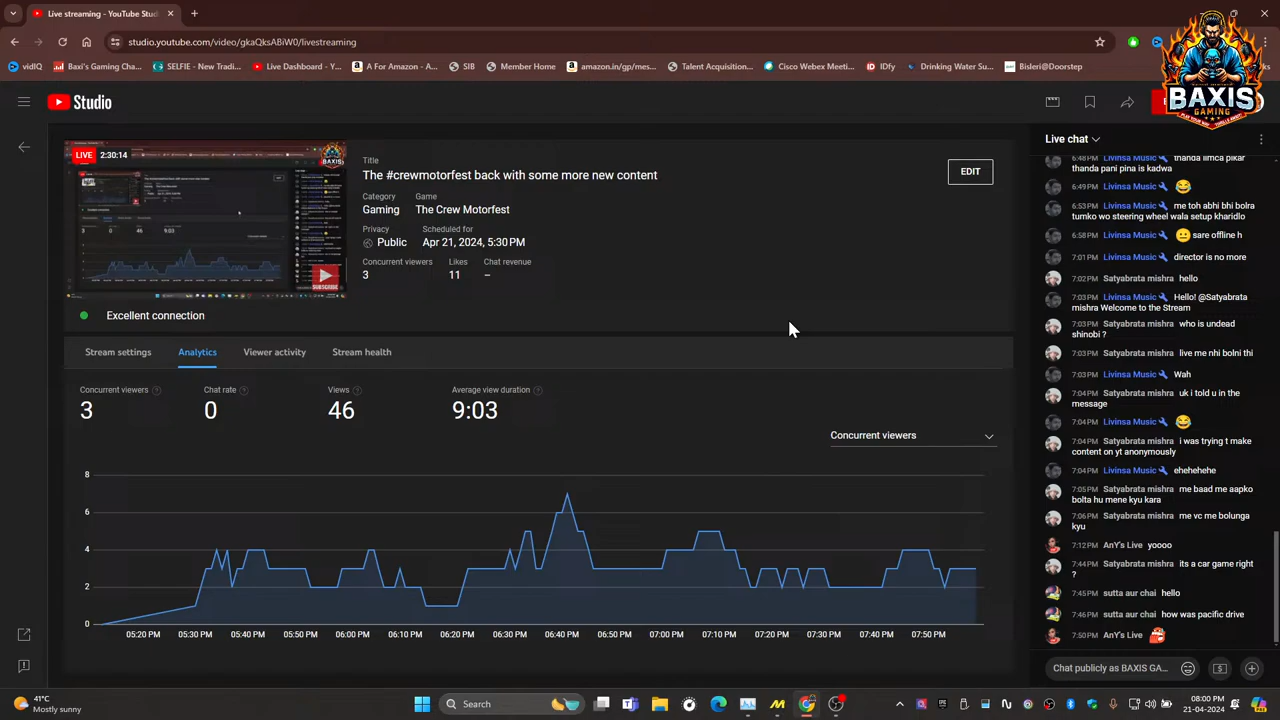 Live streaming - YouTube Stud
studio.youtube.com/video/gkaQksABiW0/livestreaming
vidIQ
Baxi's Gaming Cha...
SELFIE - New Tradi...
Live Dashboard - Y...
A For Amazon - A...
SIB
Member Home
amazon.in/gp/mes...
Talent Acquisition...
Cisco Webex Meeti...
IDfy
Drinking Water Su...
Bisleri@Doorstep
BAXIS
GAMING
Studio
LIVE 2:30:14
Title
The #crewmotorfest back with some more new content
EDIT
Category
Game
Gaming
The Crew Motorfest
Privacy
Scheduled for
Public
Apr 21, 2024, 5:30 PM
Concurrent viewers
Likes
Chat revenue
3
11
–
SUBSCRIBE
Excellent connection
Stream settings
Analytics
Viewer activity
Stream health
Concurrent viewers
Chat rate
Views
Average view duration
3
0
46
9:03
Concurrent viewers
8
6
4
2
0
05:20 PM 05:30 PM 05:40 PM 05:50 PM 06:00 PM 06:10 PM 06:20 PM 06:30 PM 06:40 PM 06:50 PM 07:00 PM 07:10 PM 07:20 PM 07:30 PM 07:40 PM 07:50 PM
Live chat
6:48 PM Livinsa Music thanda limca pikar
thanda pani pina is kadwa
6:49 PM Livinsa Music 😂
6:53 PM Livinsa Music me toh abhi bhi bolra
tumko wo steering wheel wala setup kharidlo
6:58 PM Livinsa Music 😐 sare offline h
7:01 PM Livinsa Music director is no more
7:02 PM Satyabrata mishra hello
7:03 PM Livinsa Music Hello! @Satyabrata
mishra Welcome to the Stream
7:03 PM Satyabrata mishra who is undead
shinobi ?
7:03 PM Satyabrata mishra live me nhi bolni thi
7:03 PM Livinsa Music Wah
7:04 PM Satyabrata mishra uk i told u in the
message
7:04 PM Livinsa Music 😂
7:04 PM Satyabrata mishra i was trying t make
content on yt anonymously
7:04 PM Livinsa Music ehehehehe
7:05 PM Satyabrata mishra me baad me aapko
bolta hu mene kyu kara
7:06 PM Satyabrata mishra me vc me bolunga
kyu
7:12 PM AnY's Live yoooo
7:44 PM Satyabrata mishra its a car game right
?
7:45 PM sutta aur chai hello
7:46 PM sutta aur chai how was pacific drive
7:50 PM AnY's Live
Chat publicly as BAXIS GA...
41°C
Mostly sunny
Search
08:00 PM
21-04-2024